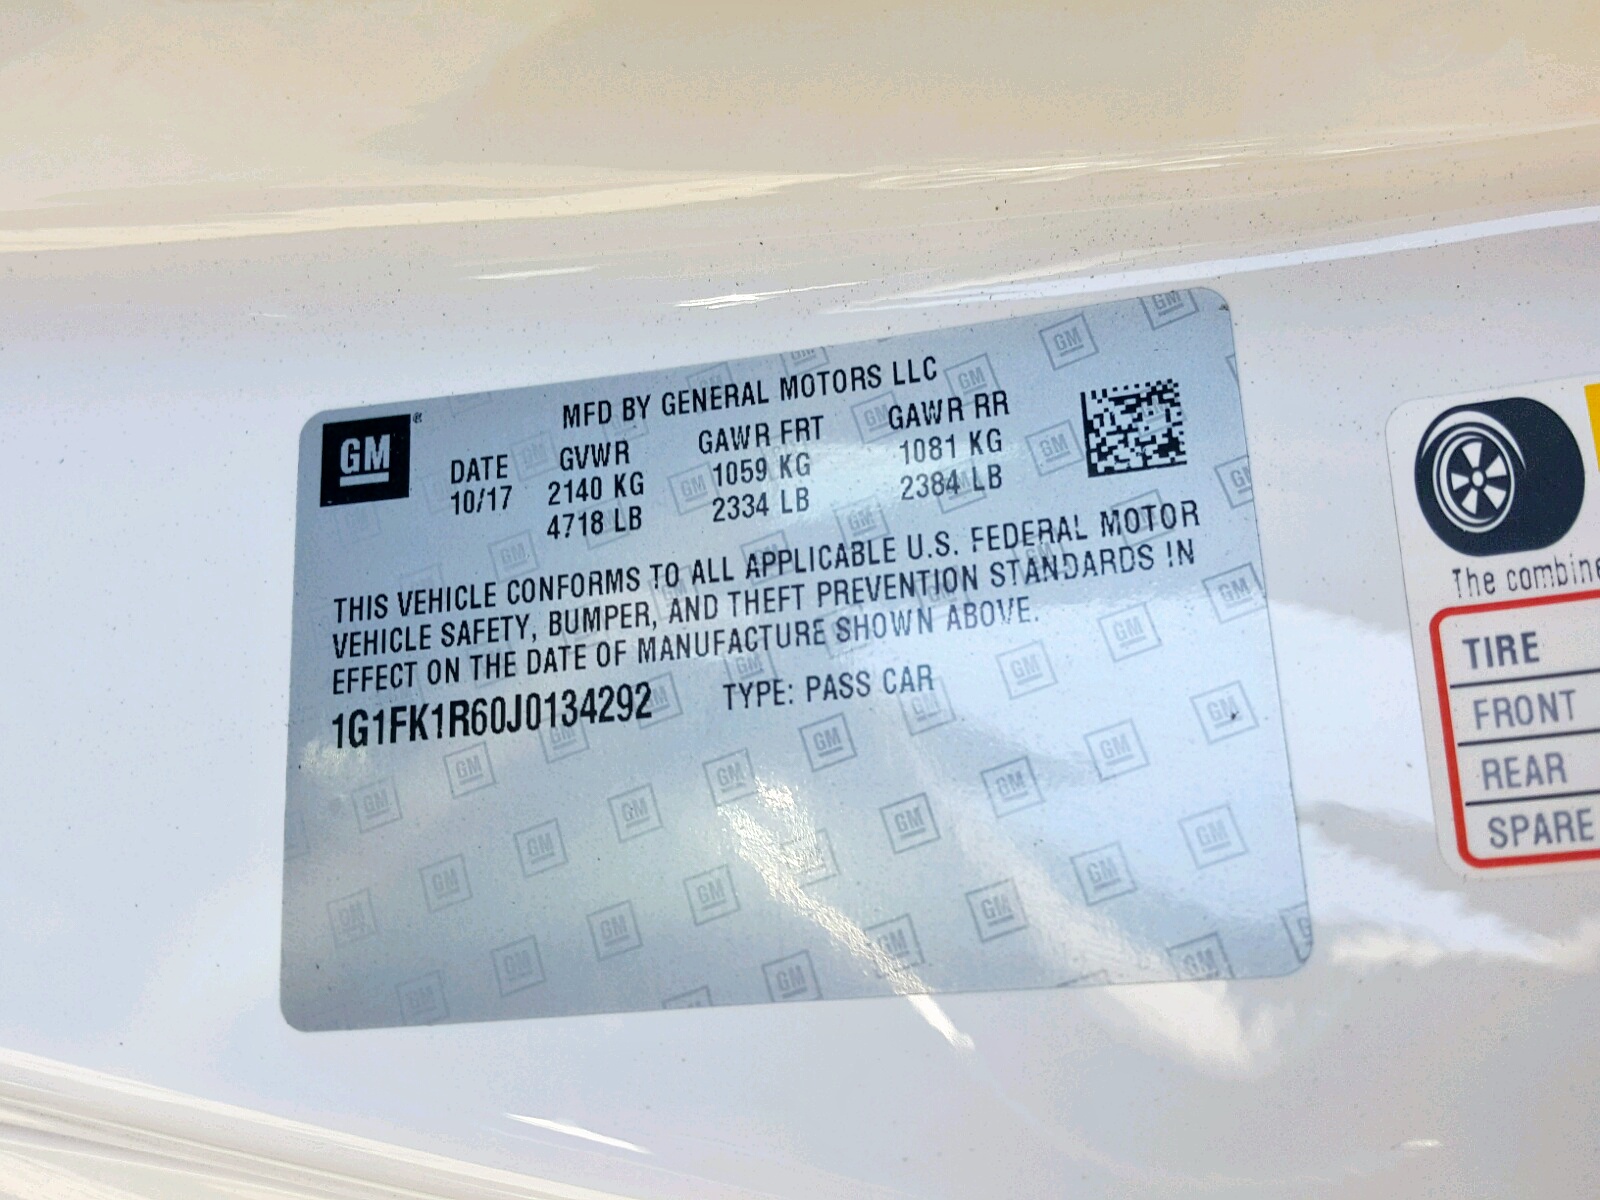 GM
MFD BY GENERAL MOTORS LLC
DATE GVWR GAWR FRT GAWR RR
10/17 2140 KG 1059 KG 1081 KG
4718 LB 2334 LB 2384 LB
THIS VEHICLE CONFORMS TO ALL APPLICABLE U.S. FEDERAL MOTOR
VEHICLE SAFETY, BUMPER, AND THEFT PREVENTION STANDARDS IN
EFFECT ON THE DATE OF MANUFACTURE SHOWN ABOVE.
1G1FK1R60J0134292 TYPE: PASS CAR
The combine
TIRE
FRONT
REAR
SPARE